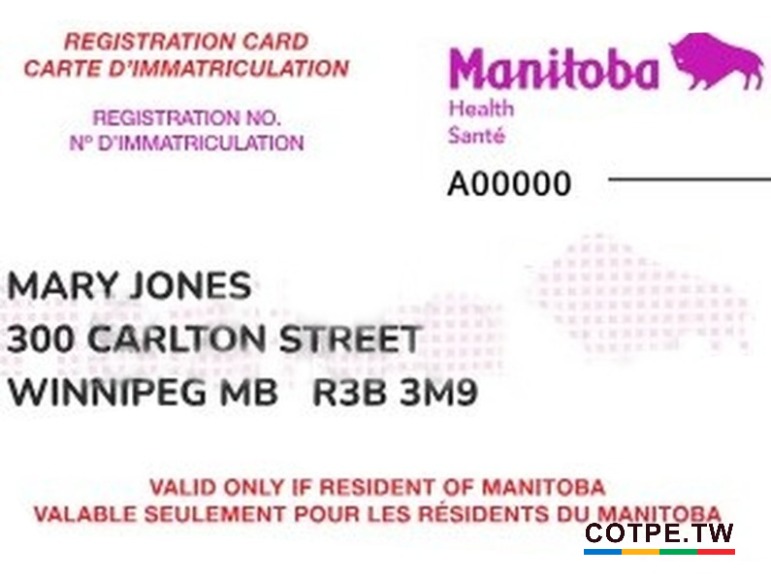 REGISTRATION CARD
CARTE D'IMMATRICULATION
REGISTRATION NO.
Nº D'IMMATRICULATION
Manitoba
Health
Santé
A00000
MARY JONES
300 CARLTON STREET
WINNIPEG MB R3B 3M9
VALID ONLY IF RESIDENT OF MANITOBA
VALABLE SEULEMENT POUR LES RÉSIDENTS DU MANITOBA
COTPE.TW